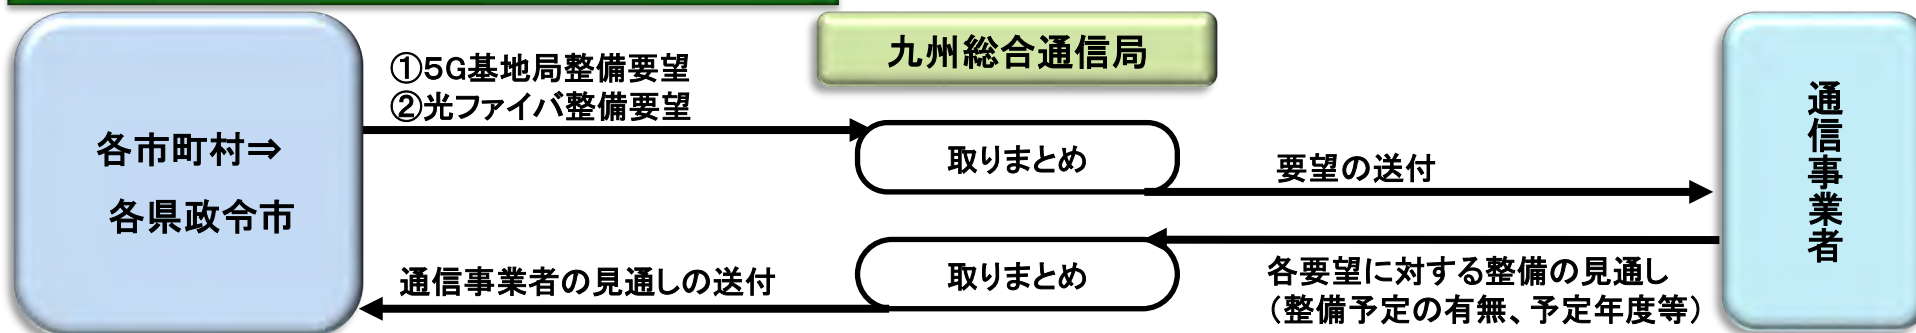 各市町村⇒
各県政令市
①5G基地局整備要望
②光ファイバ整備要望
九州総合通信局
取りまとめ
要望の送付
通信事業者
各要望に対する整備の見通し
(整備予定の有無、予定年度等)
取りまとめ
通信事業者の見通しの送付